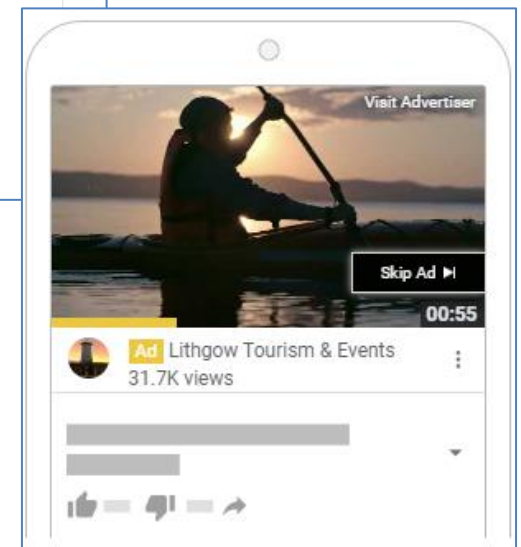 Visit Advertiser
Skip Ad
00:55
Ad Lithgow Tourism & Events
31.7K views